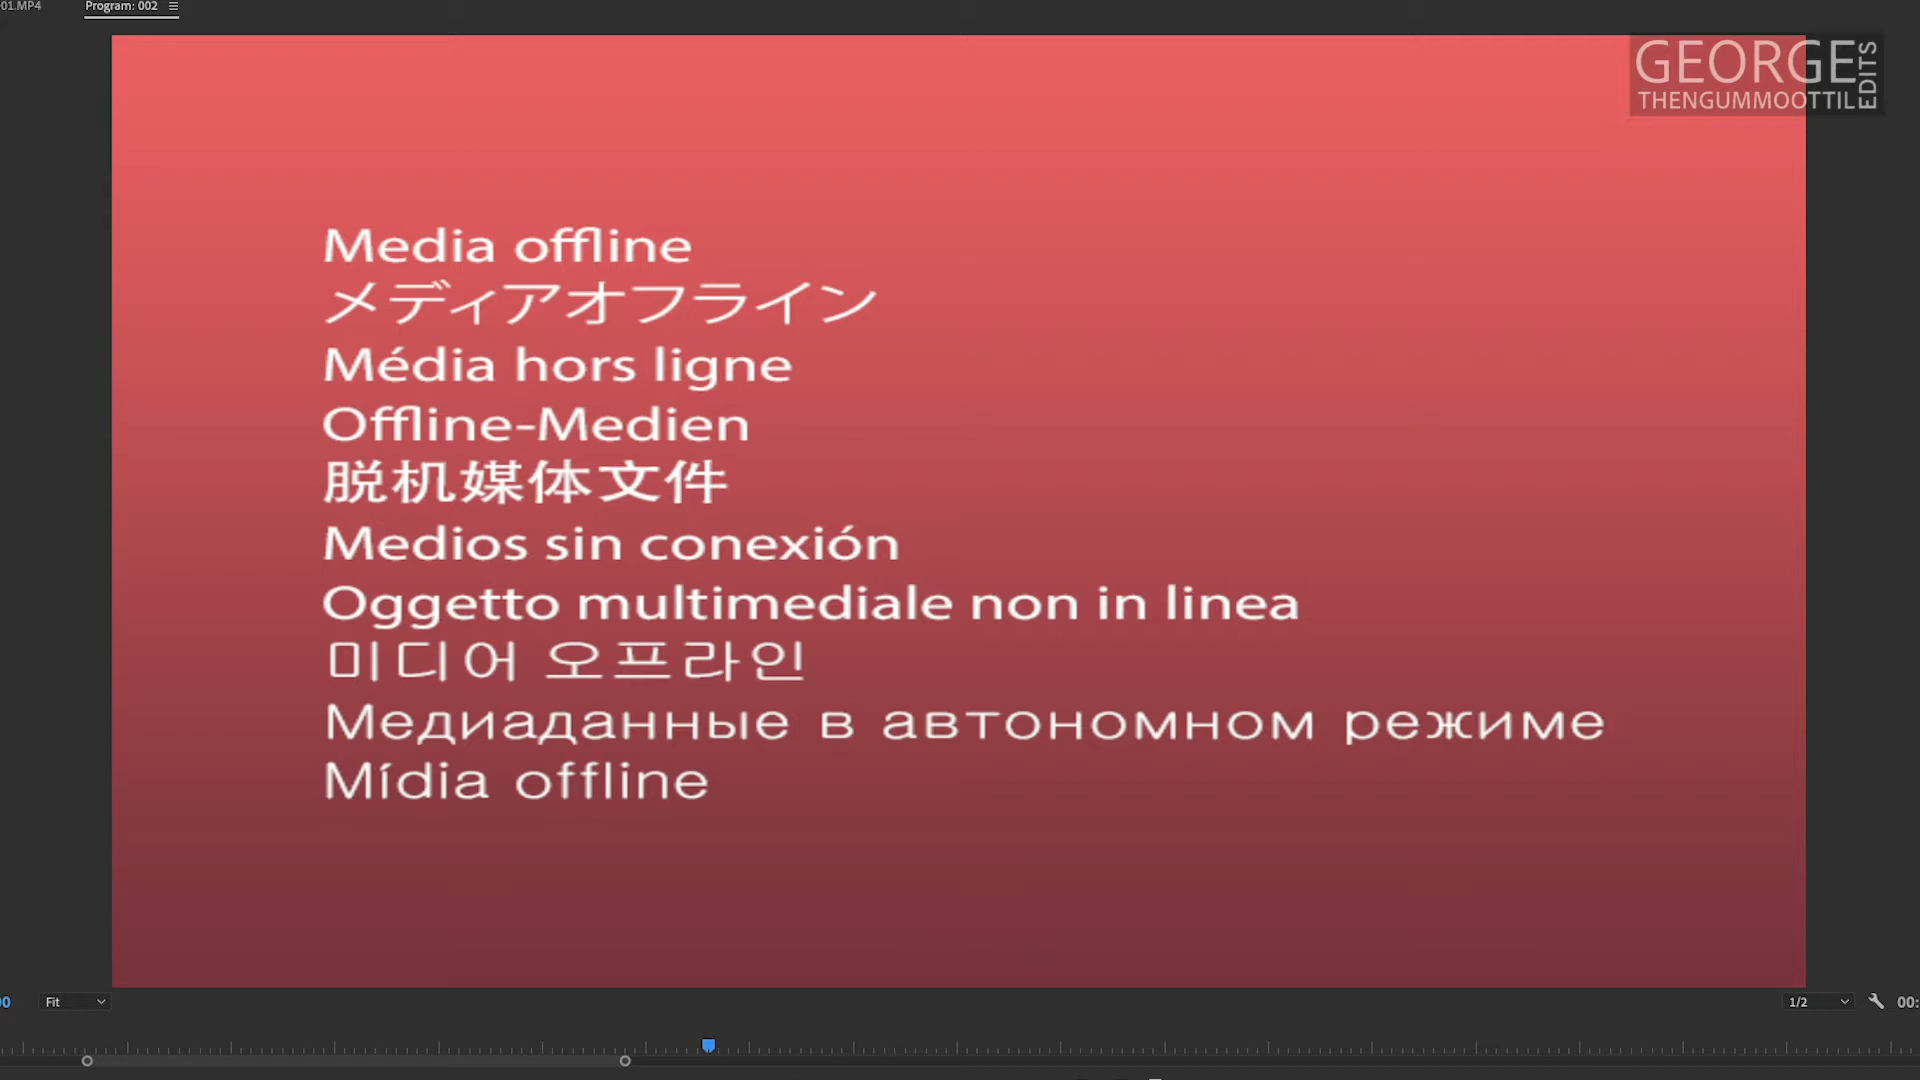 01.MP4
Program: 002
GEORGE
THENGUMMOOTTIL
EDITS
Media offline
メディアオフライン
Média hors ligne
Offline-Medien
脱机媒体文件
Medios sin conexión
Oggetto multimediale non in linea
미디어 오프라인
Медиаданные в автономном режиме
Mídia offline
00
Fit
1/2
00: